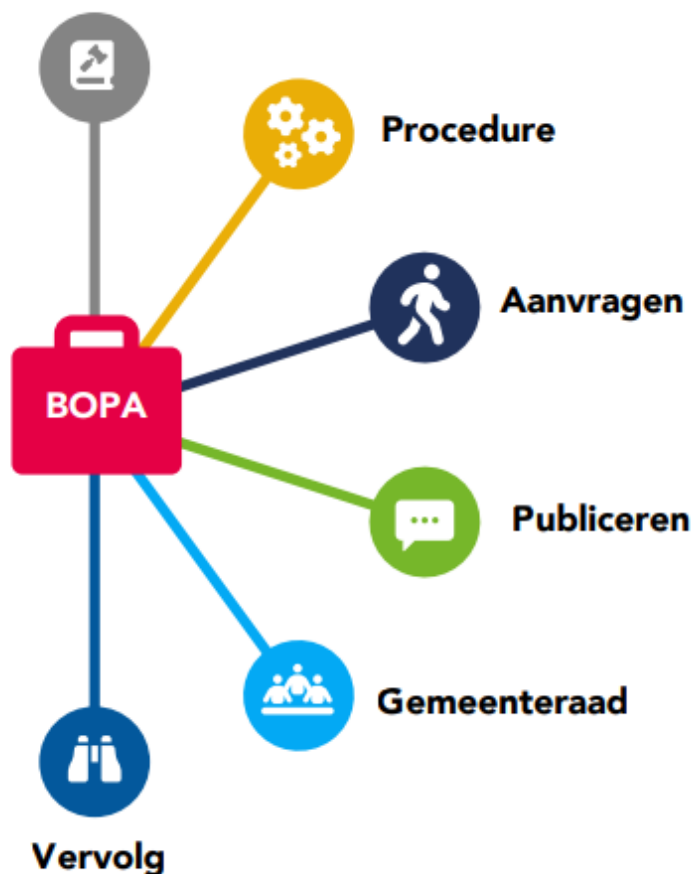 Procedure
Aanvragen
BOPA
Publiceren
Gemeenteraad
Vervolg